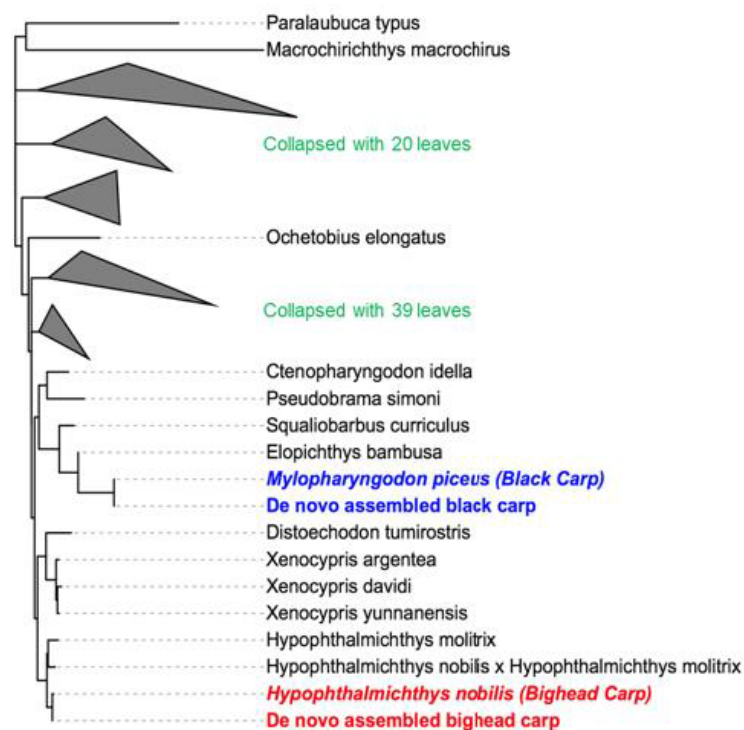 Paralaubuca typus
Macrochirichthys macrochirus
Collapsed with 20 leaves
Ochetobius elongatus
Collapsed with 39 leaves
Ctenopharyngodon idella
Pseudobrama simoni
Squaliobarbus curriculus
Elopichthys bambusa
Mylopharyngodon piceus (Black Carp)
De novo assembled black carp
Distoechodon tumirostris
Xenocypris argentea
Xenocypris davidi
Xenocypris yunnanensis
Hypophthalmichthys molitrix
Hypophthalmichthys nobilis x Hypophthalmichthys molitrix
Hypophthalmichthys nobilis (Bighead Carp)
De novo assembled bighead carp